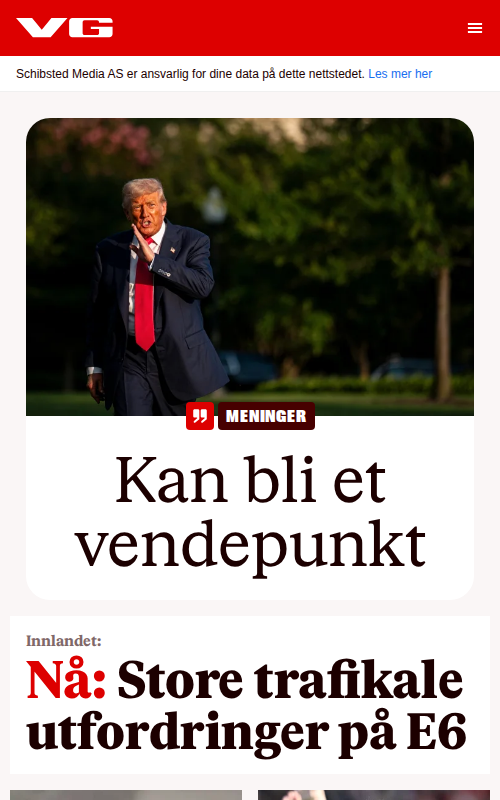 VG
Schibsted Media AS er ansvarlig for dine data på dette nettstedet. Les mer her
MENINGER
Kan bli et
vendepunkt
Innlandet:
Nå: Store trafikale
utfordringer på E6